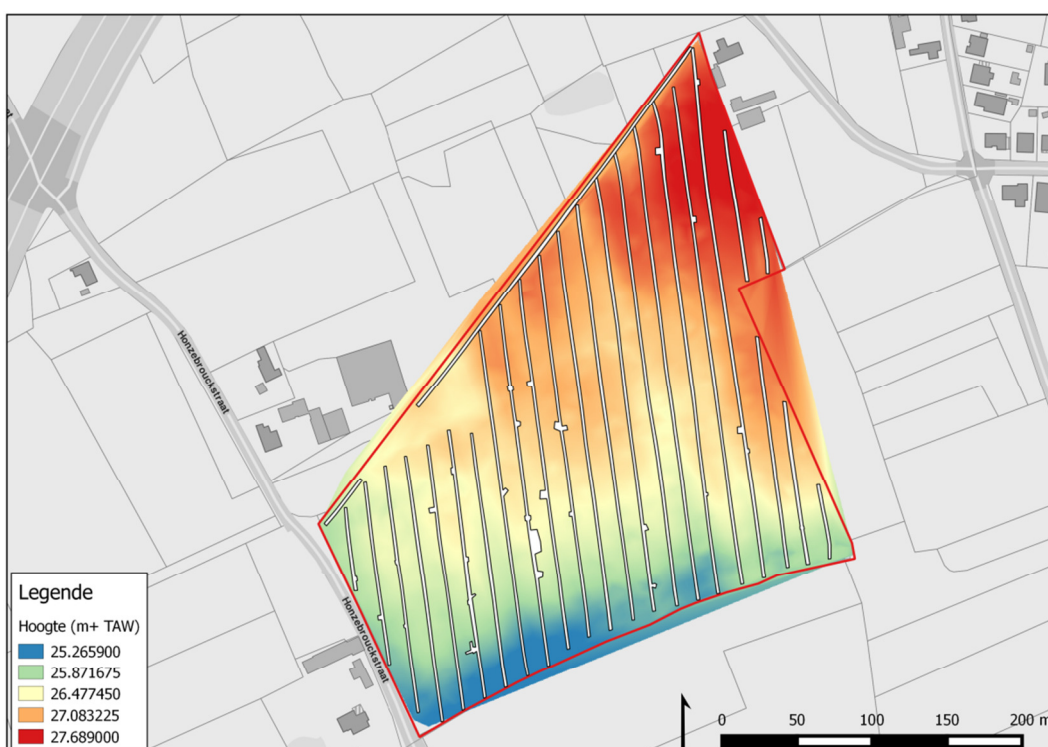 Honzebrouckstraat
Honzebrouckstraat
Legende
Hoogte (m+ TAW)
25.265900
25.871675
26.477450
27.083225
27.689000
0 50 100 150 200 m